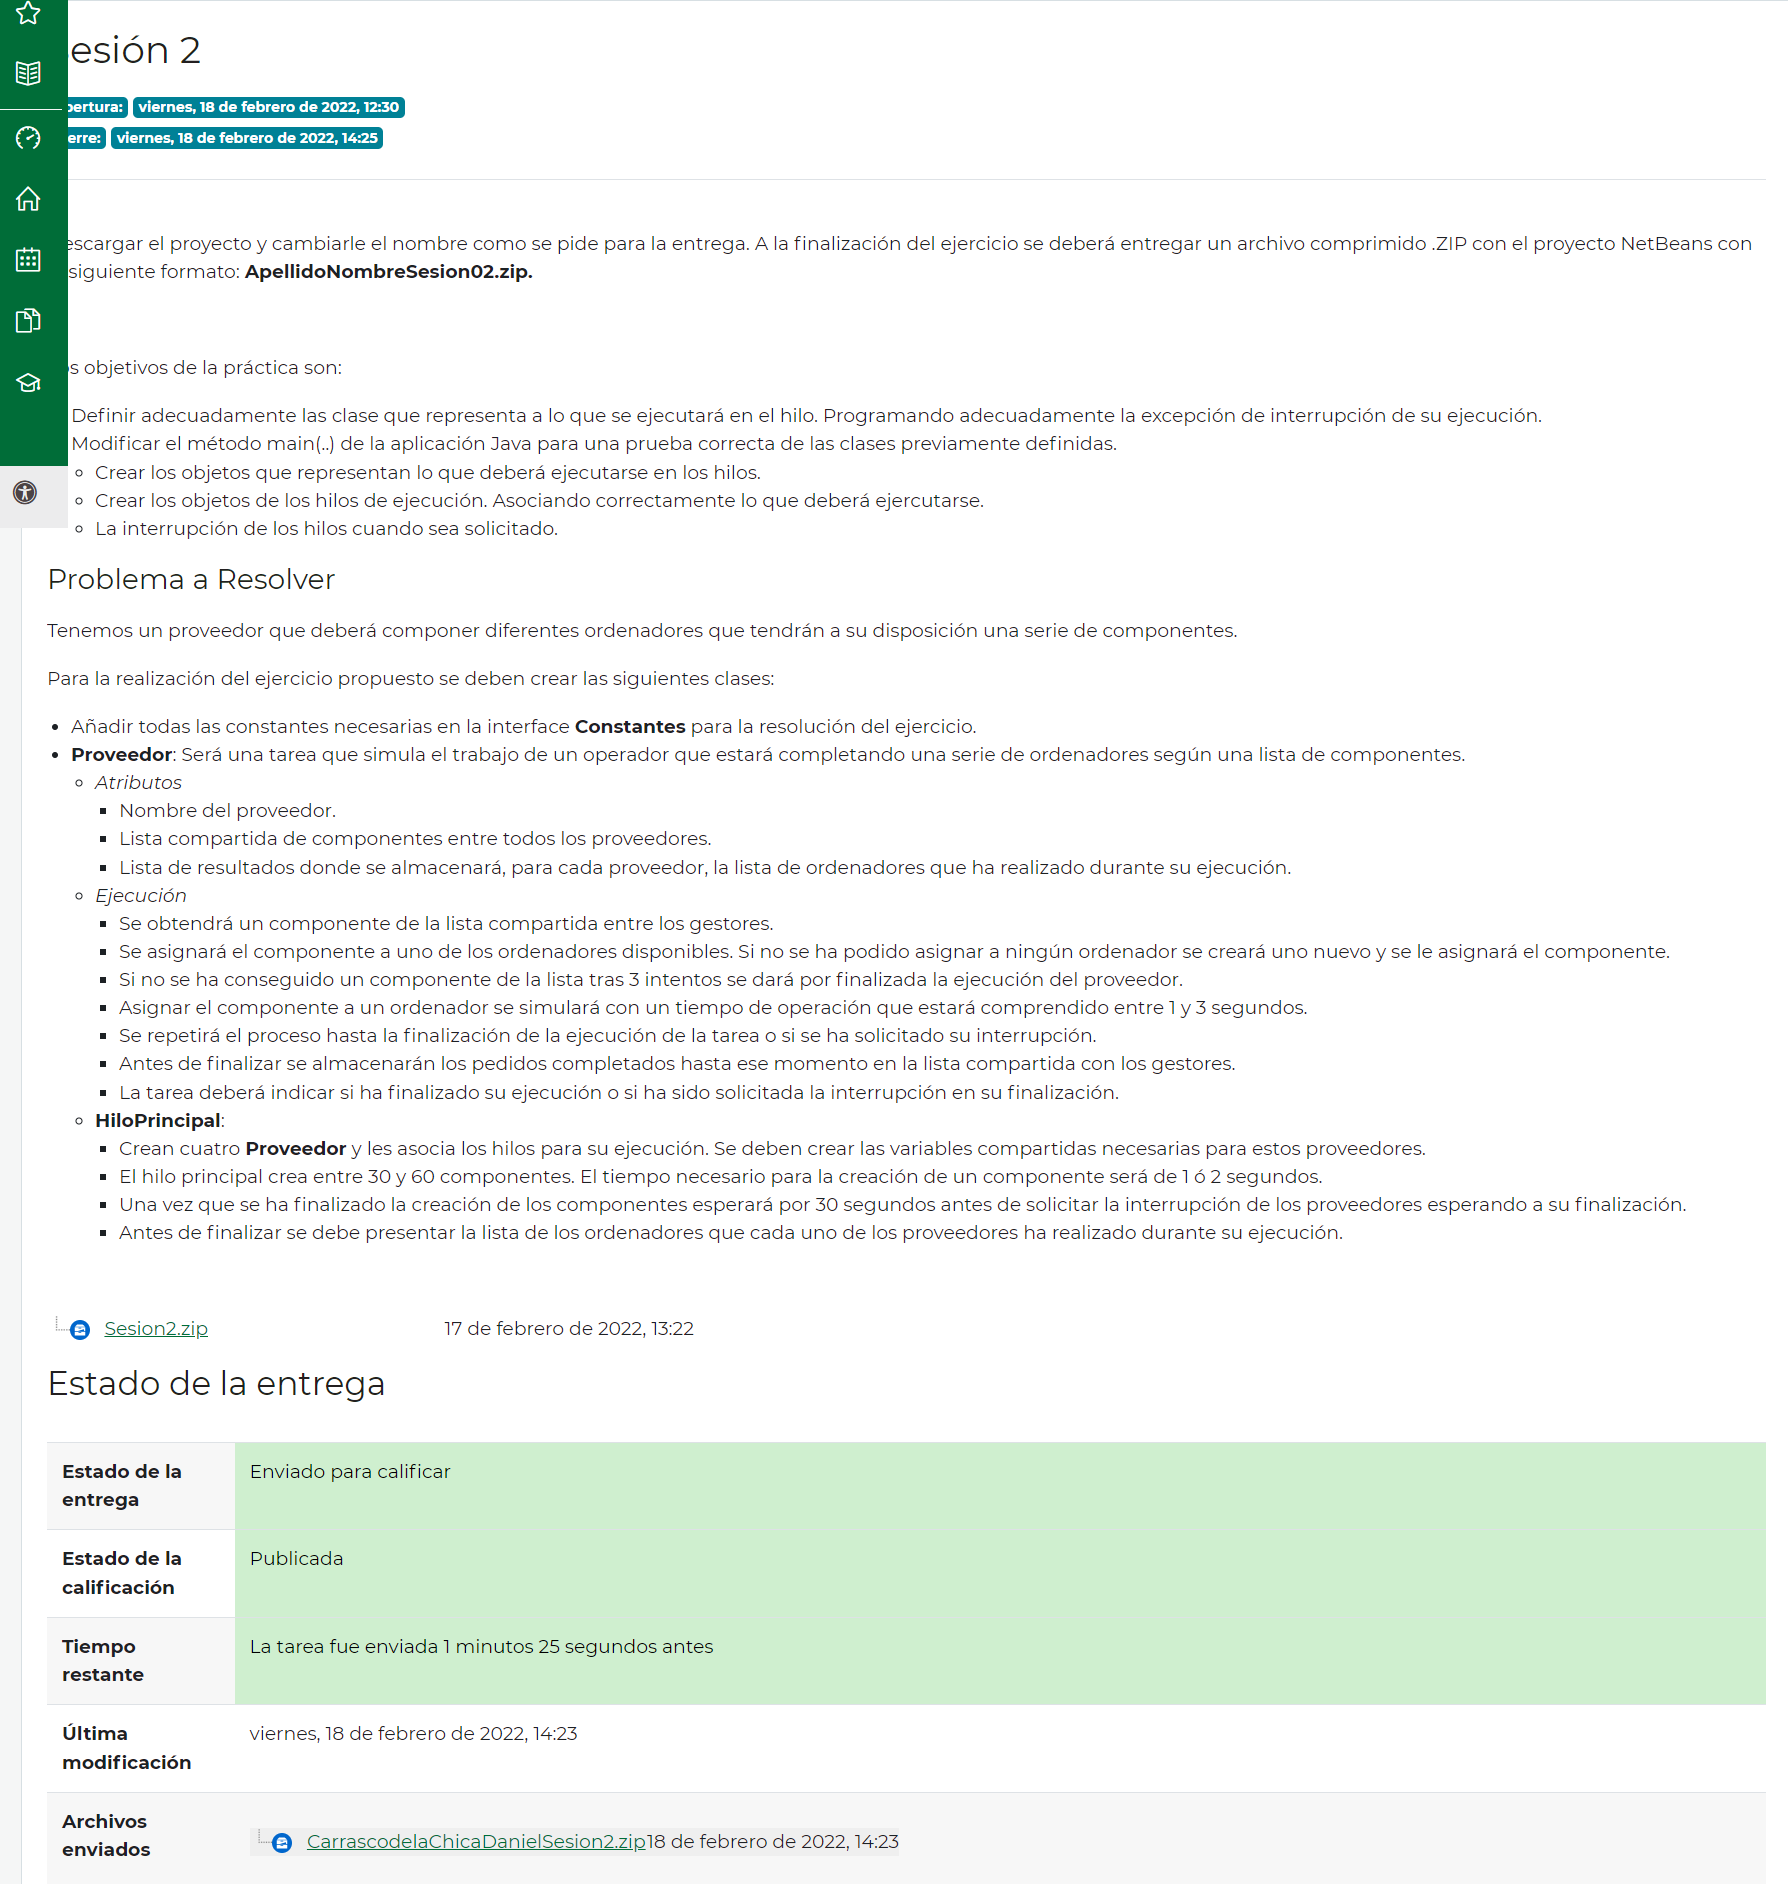 esión 2
pertura: viernes, 18 de febrero de 2022, 12:30
erre: viernes, 18 de febrero de 2022, 14:25
escargar el proyecto y cambiarle el nombre como se pide para la entrega. A la finalización del ejercicio se deberá entregar un archivo comprimido .ZIP con el proyecto NetBeans con
siguiente formato: ApellidoNombreSesion02.zip.
s objetivos de la práctica son:
Definir adecuadamente las clase que representa a lo que se ejecutará en el hilo. Programando adecuadamente la excepción de interrupción de su ejecución.
Modificar el método main(..) de la aplicación Java para una prueba correcta de las clases previamente definidas.
Crear los objetos que representan lo que deberá ejecutarse en los hilos.
Crear los objetos de los hilos de ejecución. Asociando correctamente lo que deberá ejercutarse.
La interrupción de los hilos cuando sea solicitado.
Problema a Resolver
Tenemos un proveedor que deberá componer diferentes ordenadores que tendrán a su disposición una serie de componentes.
Para la realización del ejercicio propuesto se deben crear las siguientes clases:
Añadir todas las constantes necesarias en la interface Constantes para la resolución del ejercicio.
Proveedor: Será una tarea que simula el trabajo de un operador que estará completando una serie de ordenadores según una lista de componentes.
Atributos
Nombre del proveedor.
Lista compartida de componentes entre todos los proveedores.
Lista de resultados donde se almacenará, para cada proveedor, la lista de ordenadores que ha realizado durante su ejecución.
Ejecución
Se obtendrá un componente de la lista compartida entre los gestores.
Se asignará el componente a uno de los ordenadores disponibles. Si no se ha podido asignar a ningún ordenador se creará uno nuevo y se le asignará el componente.
Si no se ha conseguido un componente de la lista tras 3 intentos se dará por finalizada la ejecución del proveedor.
Asignar el componente a un ordenador se simulará con un tiempo de operación que estará comprendido entre 1 y 3 segundos.
Se repetirá el proceso hasta la finalización de la ejecución de la tarea o si se ha solicitado su interrupción.
Antes de finalizar se almacenarán los pedidos completados hasta ese momento en la lista compartida con los gestores.
La tarea deberá indicar si ha finalizado su ejecución o si ha sido solicitada la interrupción en su finalización.
HiloPrincipal:
Crean cuatro Proveedor y les asocia los hilos para su ejecución. Se deben crear las variables compartidas necesarias para estos proveedores.
El hilo principal crea entre 30 y 60 componentes. El tiempo necesario para la creación de un componente será de 1 ó 2 segundos.
Una vez que se ha finalizado la creación de los componentes esperará por 30 segundos antes de solicitar la interrupción de los proveedores esperando a su finalización.
Antes de finalizar se debe presentar la lista de los ordenadores que cada uno de los proveedores ha realizado durante su ejecución.
Sesion2.zip 17 de febrero de 2022, 13:22
Estado de la entrega
Estado de la entrega
Enviado para calificar
Estado de la calificación
Publicada
Tiempo restante
La tarea fue enviada 1 minutos 25 segundos antes
Última modificación
viernes, 18 de febrero de 2022, 14:23
Archivos enviados
CarrascodelaChicaDanielSesion2.zip18 de febrero de 2022, 14:23